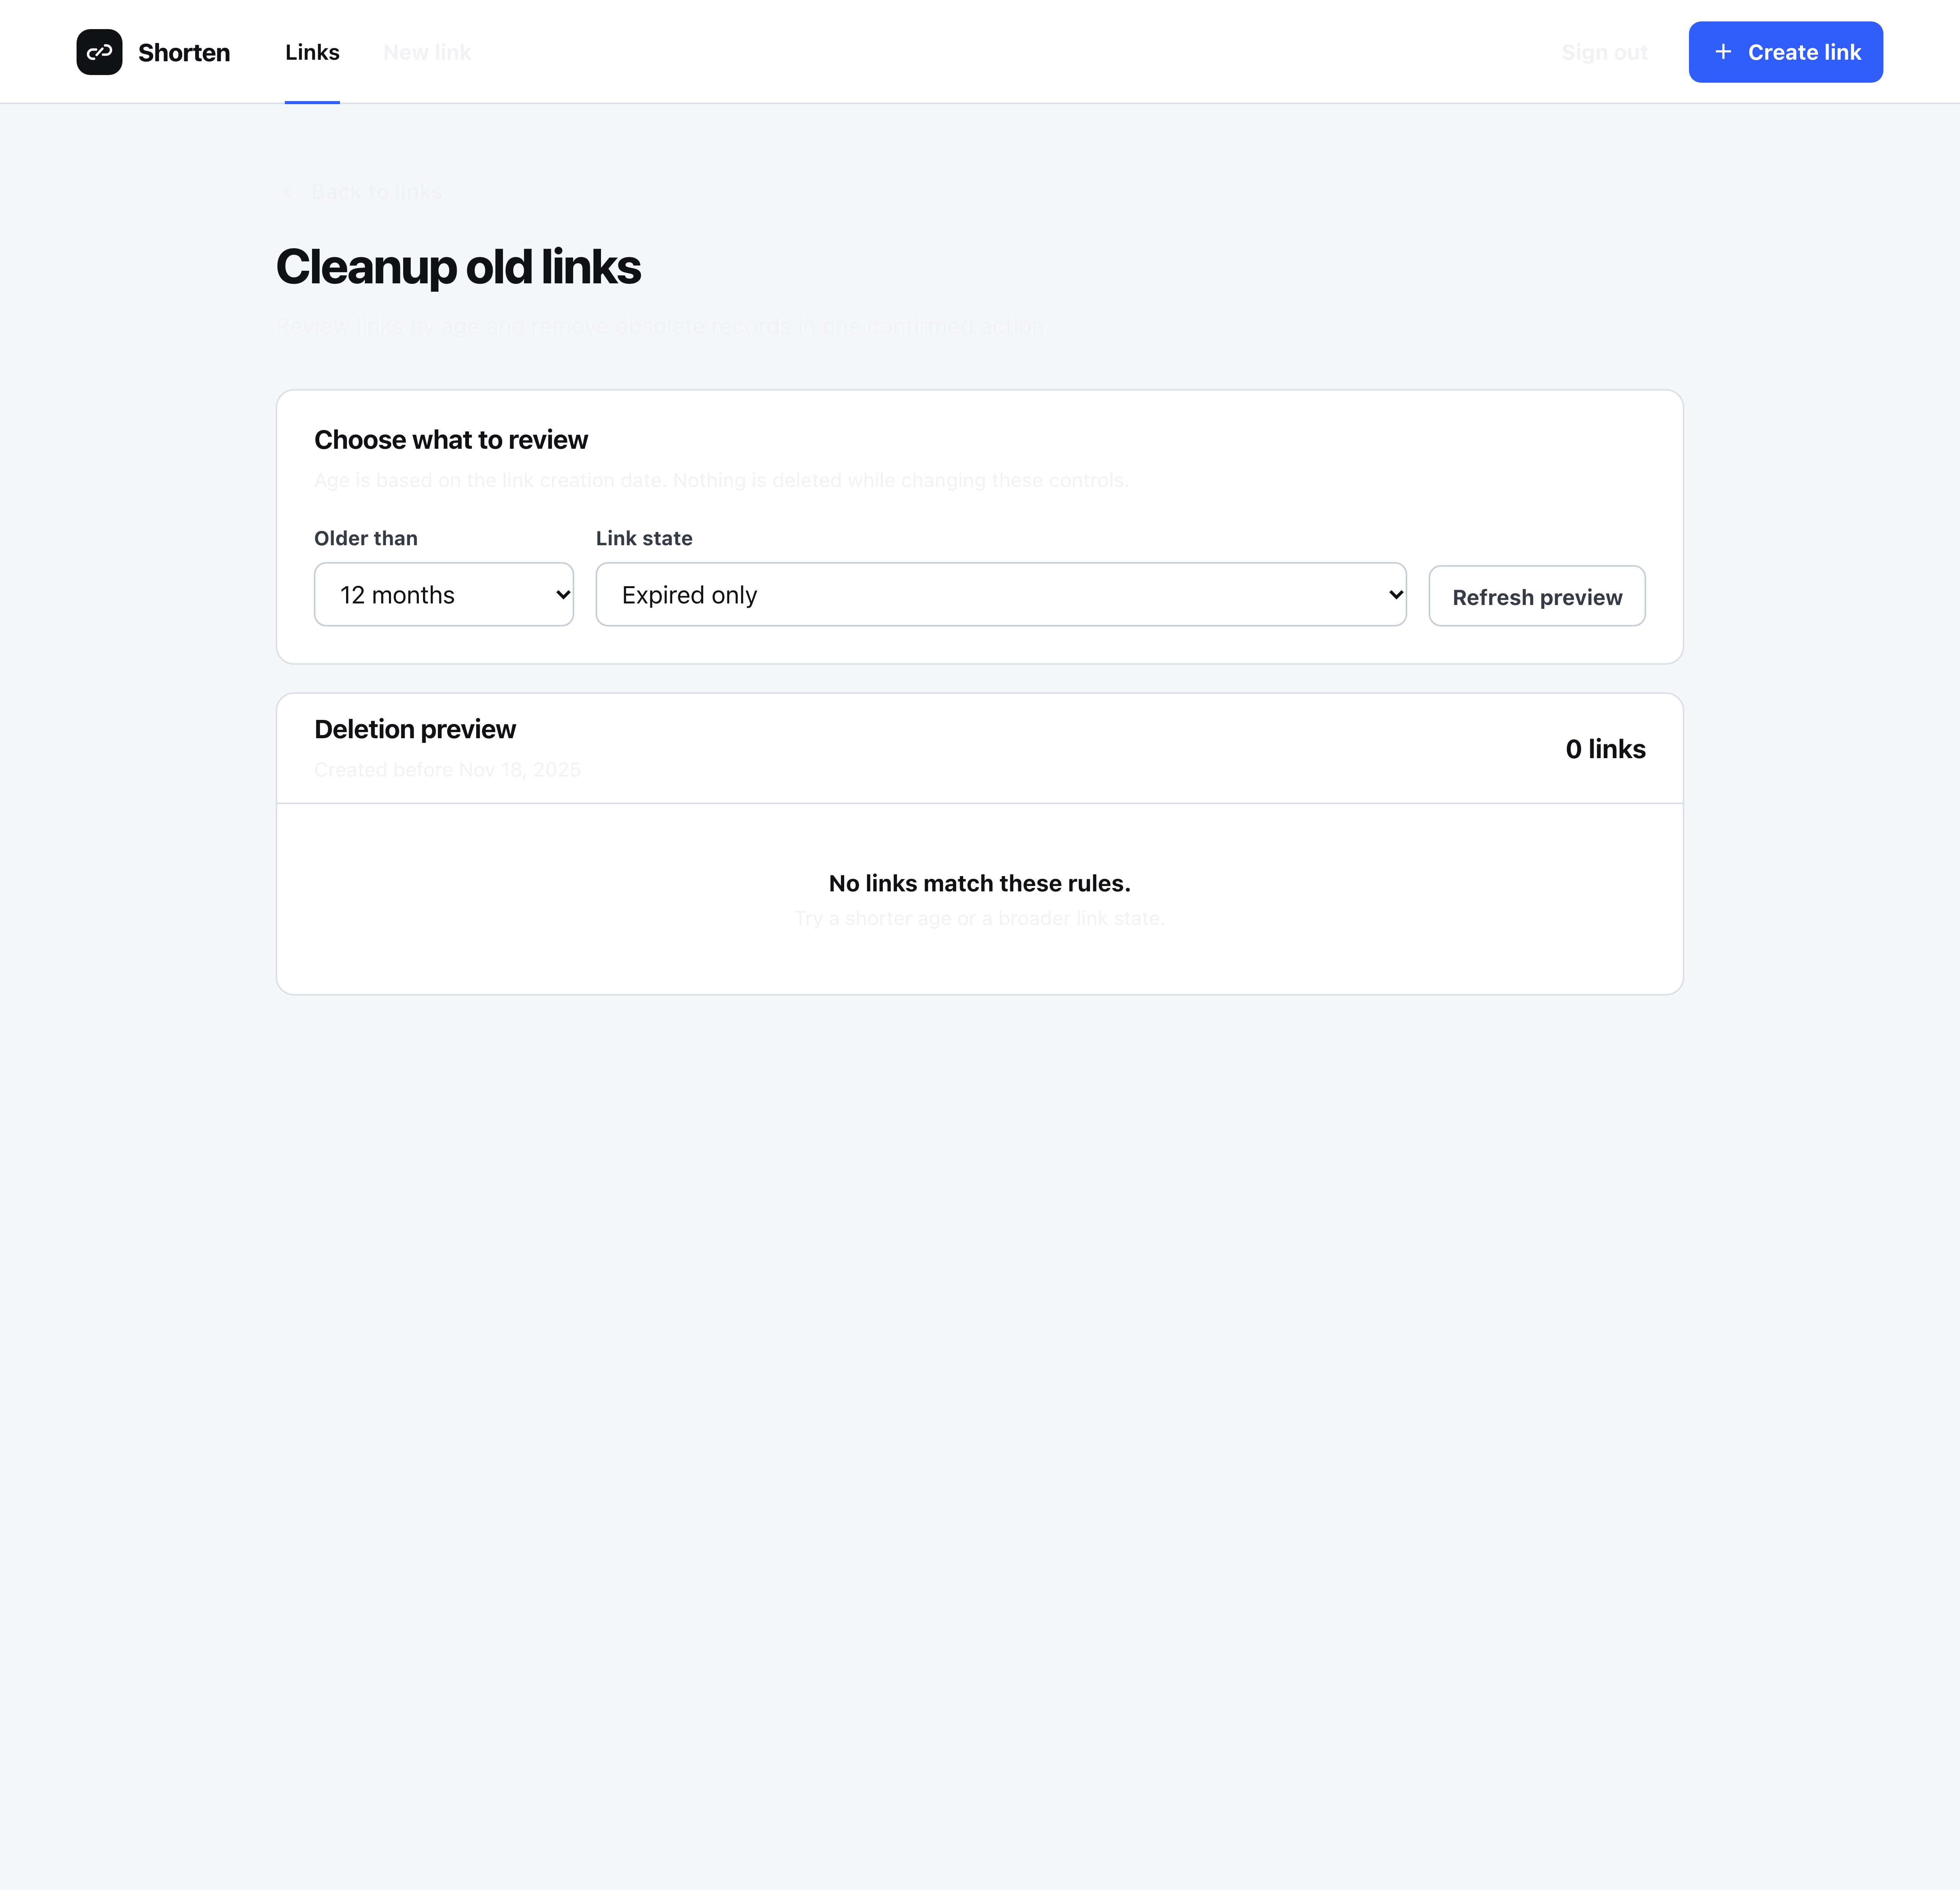 Shorten
Links
New link
Sign out
+ Create link
Back to links
Cleanup old links
Review links by age and remove obsolete records in one confirmed action.
Choose what to review
Age is based on the link creation date. Nothing is deleted while changing these controls.
Older than
Link state
12 months
Expired only
Refresh preview
Deletion preview
0 links
Created before Nov 18, 2025
No links match these rules.
Try a shorter age or a broader link state.